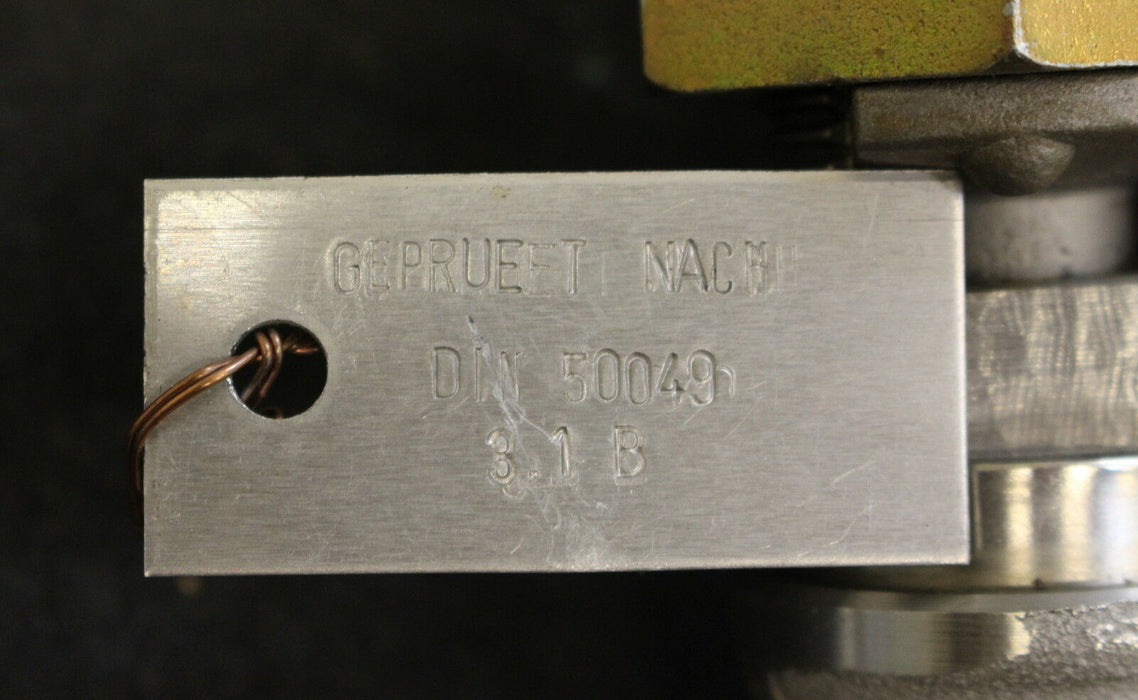 GEPRUEFT NACH
DIN 50049
3.1 B